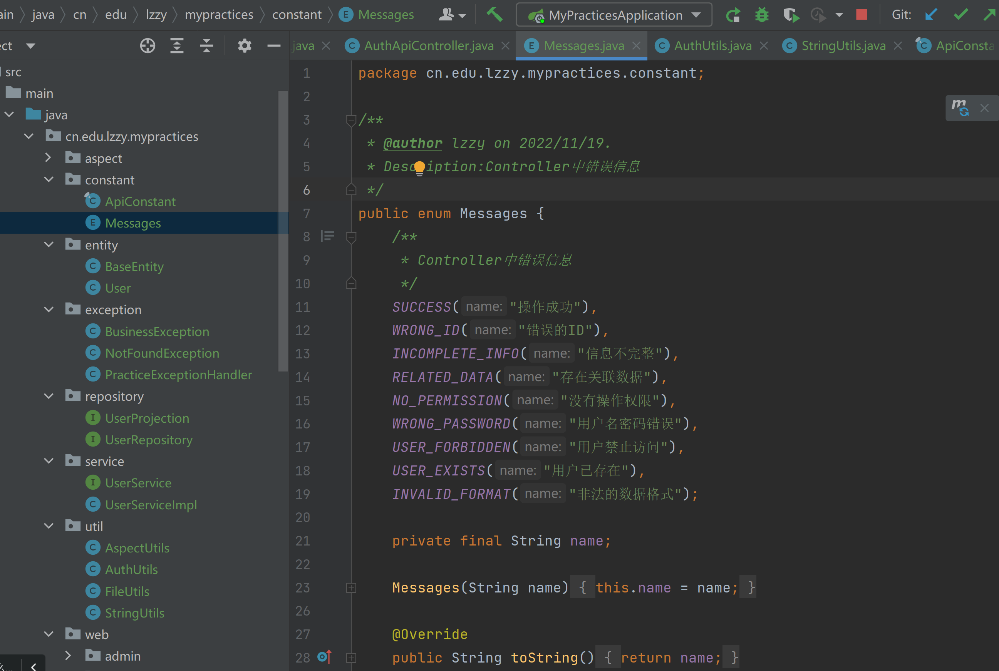 java cn edu lzzy mypractices constant Messages MyPracticesApplication Git:
java AuthApiController.java Messages.java AuthUtils.java StringUtils.java
src
main
java
cn.edu.lzzy.mypractices
aspect
constant
ApiConstant
Messages
entity
BaseEntity
User
exception
BusinessException
NotFoundException
PracticeExceptionHandler
repository
UserProjection
UserRepository
service
UserService
UserServiceImpl
util
AspectUtils
AuthUtils
FileUtils
StringUtils
web
admin
1 package cn.edu.lzzy.mypractices.constant;
2
3 /**
4 * @author lzzy on 2022/11/19.
5 * Description:Controller中错误信息
6 */
7 public enum Messages {
8 /**
9 * Controller中错误信息
10 */
11 SUCCESS( name: "操作成功"),
12 WRONG_ID( name: "错误的ID"),
13 INCOMPLETE_INFO( name: "信息不完整"),
14 RELATED_DATA( name: "存在关联数据"),
15 NO_PERMISSION( name: "没有操作权限"),
16 WRONG_PASSWORD( name: "用户名密码错误"),
17 USER_FORBIDDEN( name: "用户禁止访问"),
18 USER_EXISTS( name: "用户已存在"),
19 INVALID_FORMAT( name: "非法的数据格式");
20
21 private final String name;
22
23 Messages(String name) { this.name = name; }
26
27 @Override
28 public String toString() { return name; }